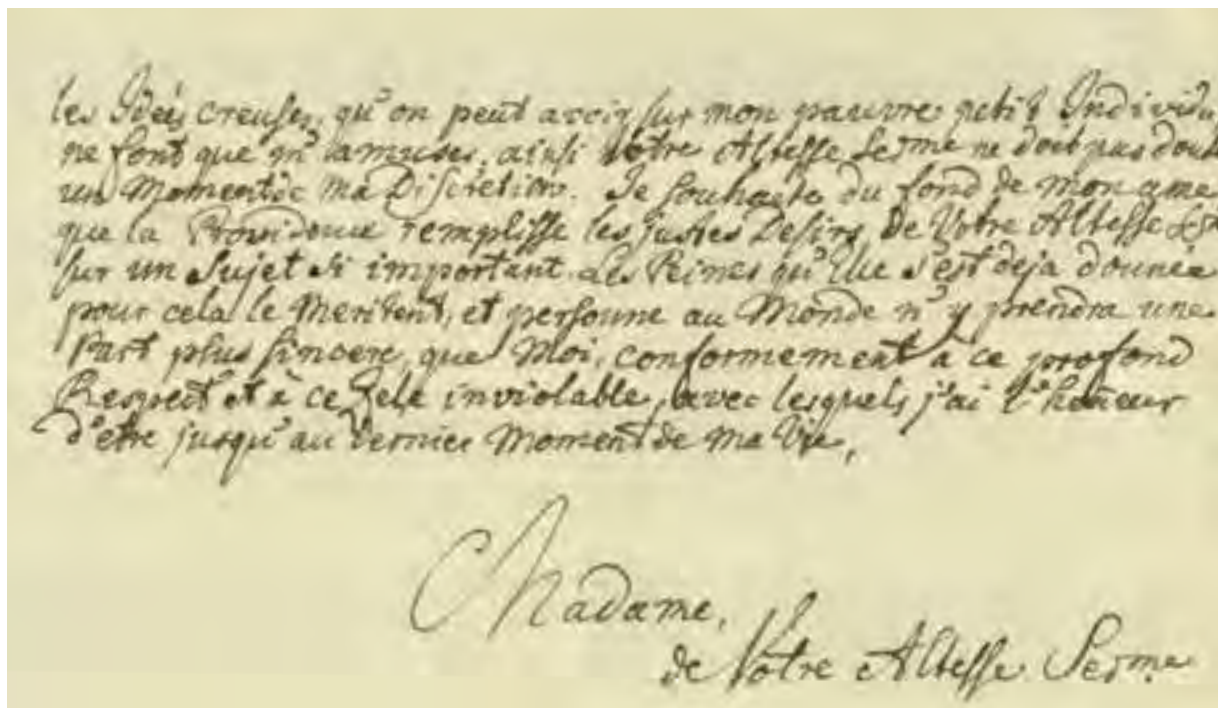 les Idées creuses, qu'on peut avoir sur mon pauvre petit Individu
ne font que m'amuser, ainsi Votre Altesse Serme ne doit pas dout
un Moment de ma Discretion. Je souhaite du fond de mon ame
que la Providence remplisse les justes Desirs de Votre Altesse
sur un Sujet si important. Les Peines qu'Elle s'est deja donnée
pour cela le Meritent, et personne au Monde n'y prendra une
Part plus sincere, que Moi, conformement à ce profond
Respect et à ce Zele inviolable, avec lesquels j'ai l'honneur
d'etre jusqu'au dernier Moment de ma Vie,
Madame,
de Votre Altesse Serme